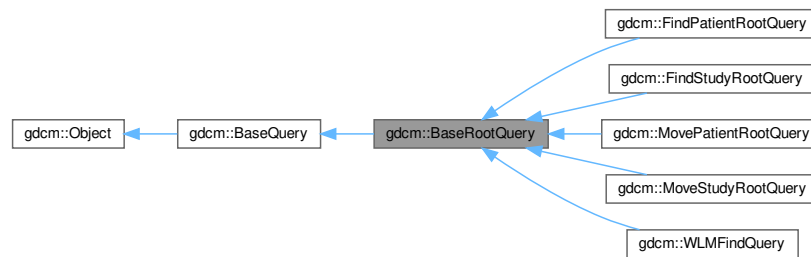 gdcm::FindPatientRootQuery
gdcm::FindStudyRootQuery
gdcm::Object
gdcm::BaseQuery
gdcm::BaseRootQuery
gdcm::MovePatientRootQuery
gdcm::MoveStudyRootQuery
gdcm::WLMFindQuery